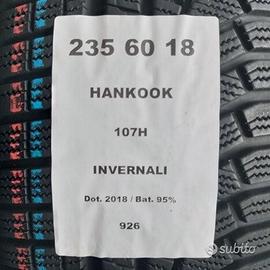 235 60 18
HANKOOK
107H
INVERNALI
Dot. 2018 / Bat. 95%
926
subito